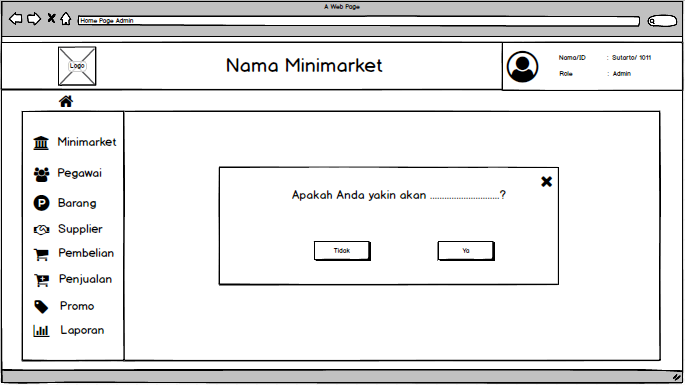 A Web Page
Home Page Admin
Logo
Nama Minimarket
Nama/ID : Sutarto/ 1011
Role : Admin
Minimarket
Pegawai
P Barang
Supplier
Pembelian
Penjualan
Promo
Laporan
Apakah Anda yakin akan ............................?
Tidak
Ya